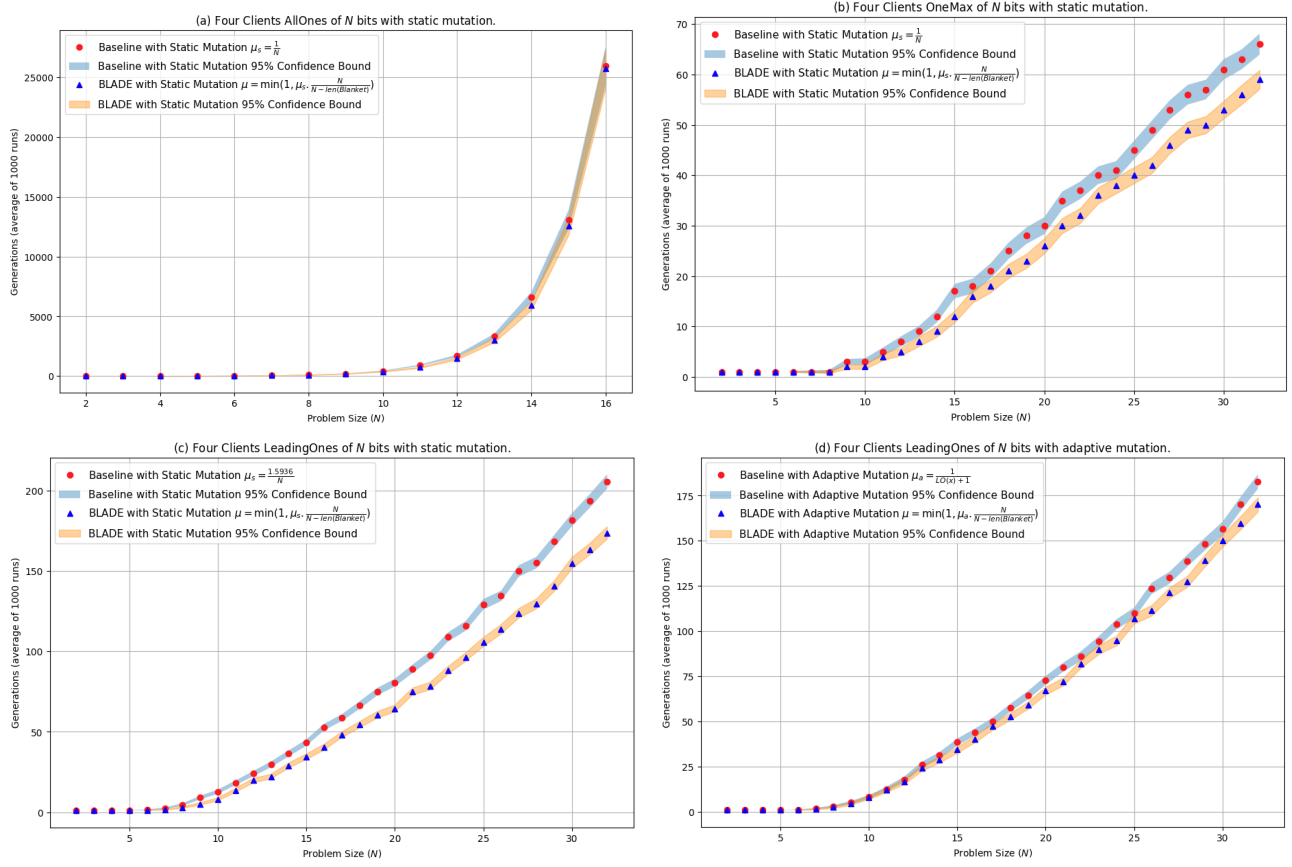 (a) Four Clients AllOnes of N bits with static mutation.
Baseline with Static Mutation μ_s = 1/N
Baseline with Static Mutation 95% Confidence Bound
BLADE with Static Mutation μ = min(1, μ_s. N/(N−len(Blanket)))
BLADE with Static Mutation 95% Confidence Bound
Generations (average of 1000 runs)
25000
20000
15000
10000
5000
0
2 4 6 8 10 12 14 16
Problem Size (N)
(b) Four Clients OneMax of N bits with static mutation.
Baseline with Static Mutation μ_s = 1/N
Baseline with Static Mutation 95% Confidence Bound
BLADE with Static Mutation μ = min(1, μ_s. N/(N−len(Blanket)))
BLADE with Static Mutation 95% Confidence Bound
Generations (average of 1000 runs)
70
60
50
40
30
20
10
0
5 10 15 20 25 30
Problem Size (N)
(c) Four Clients LeadingOnes of N bits with static mutation.
Baseline with Static Mutation μ_s = 1.5936/N
Baseline with Static Mutation 95% Confidence Bound
BLADE with Static Mutation μ = min(1, μ_s. N/(N−len(Blanket)))
BLADE with Static Mutation 95% Confidence Bound
Generations (average of 1000 runs)
200
150
100
50
0
5 10 15 20 25 30
Problem Size (N)
(d) Four Clients LeadingOnes of N bits with adaptive mutation.
Baseline with Adaptive Mutation μ_a = 1/(LO(x)+1)
Baseline with Adaptive Mutation 95% Confidence Bound
BLADE with Adaptive Mutation μ = min(1, μ_a. N/(N−len(Blanket)))
BLADE with Adaptive Mutation 95% Confidence Bound
Generations (average of 1000 runs)
175
150
125
100
75
50
25
0
5 10 15 20 25 30
Problem Size (N)